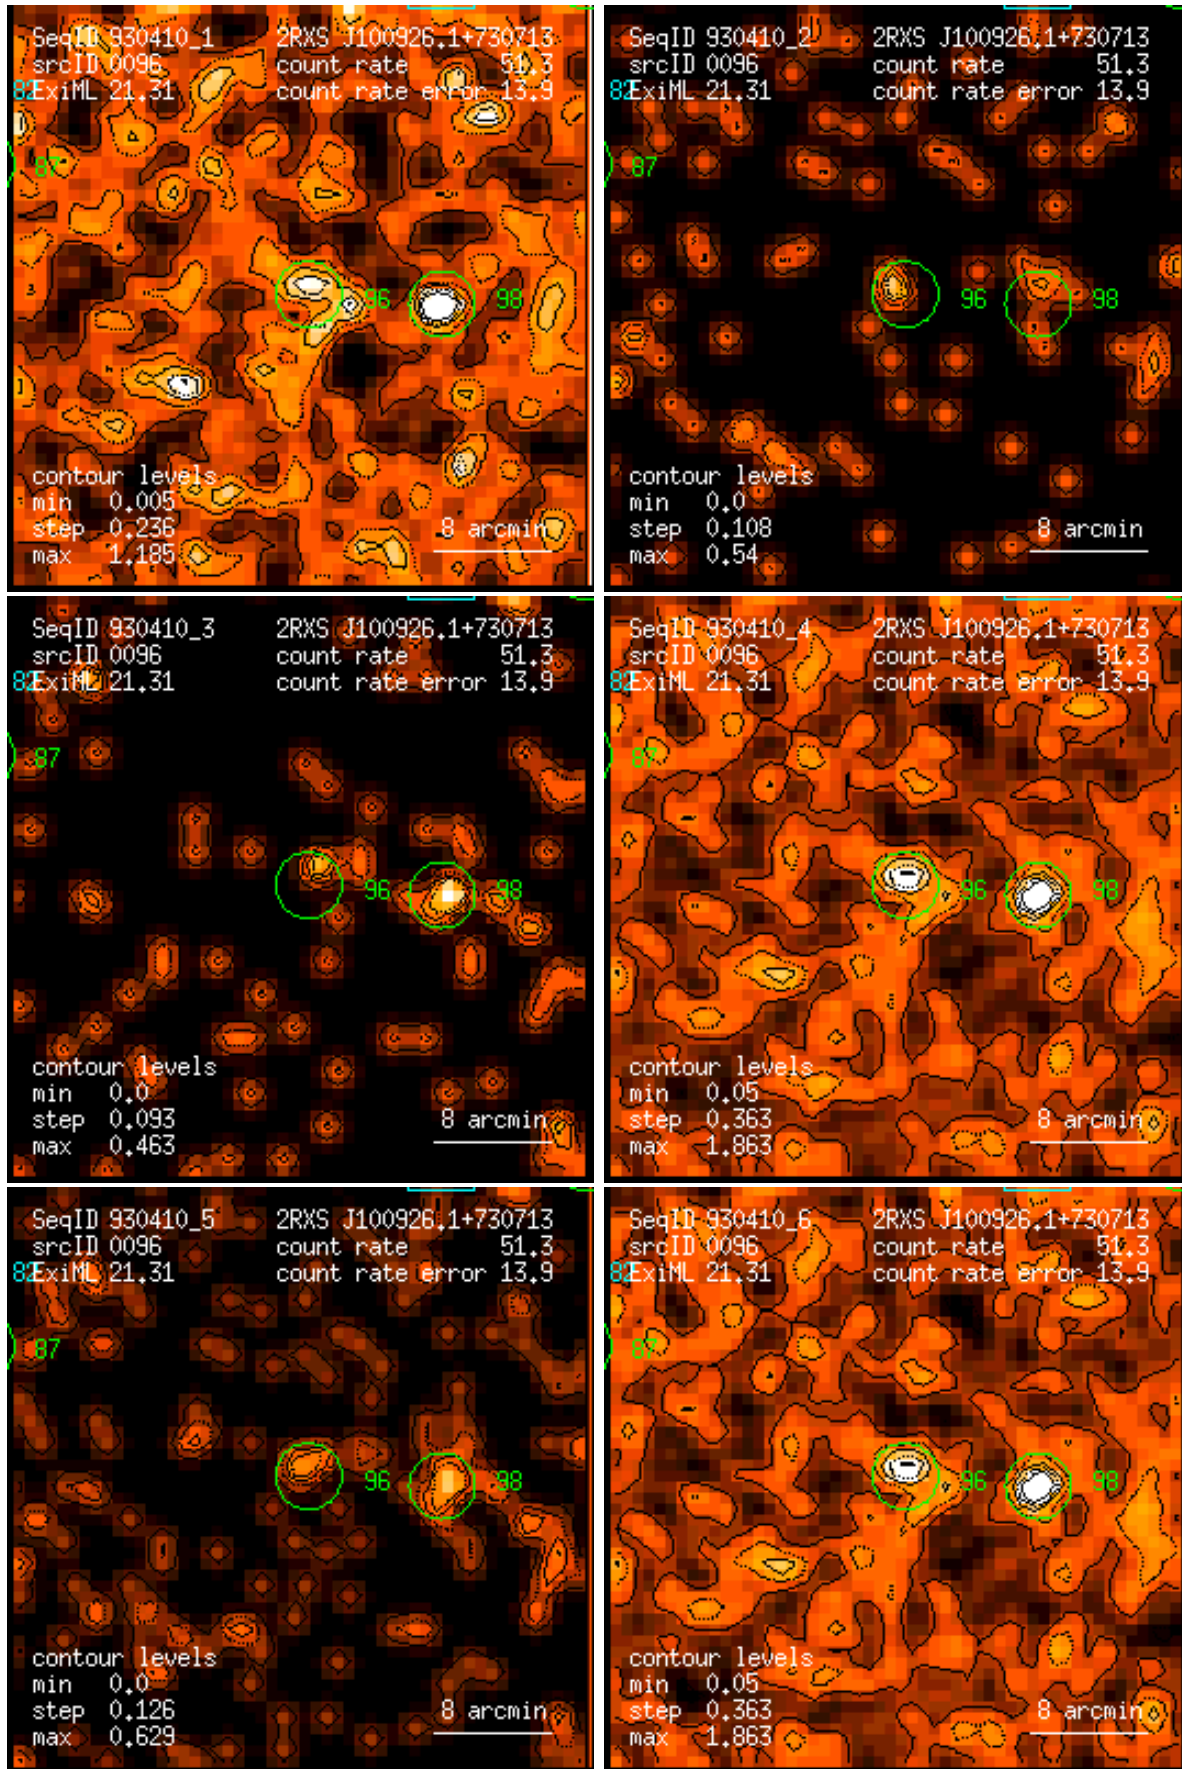 SeqID 930410_1 2RXS J100926.1+730713
srcID 0096 count rate 51.3
82 ExiML 21.31 count rate error 13.9
87
96 98
contour levels
min 0.005
step 0.236
max 1.185
8 arcmin
SeqID 930410_2 2RXS J100926.1+730713
srcID 0096 count rate 51.3
82 ExiML 21.31 count rate error 13.9
87
96 98
contour levels
min 0.0
step 0.108
max 0.54
8 arcmin
SeqID 930410_3 2RXS J100926.1+730713
srcID 0096 count rate 51.3
82 ExiML 21.31 count rate error 13.9
87
96 98
contour levels
min 0.0
step 0.093
max 0.463
8 arcmin
SeqID 930410_4 2RXS J100926.1+730713
srcID 0096 count rate 51.3
82 ExiML 21.31 count rate error 13.9
87
96 98
contour levels
min 0.05
step 0.363
max 1.863
8 arcmin
SeqID 930410_5 2RXS J100926.1+730713
srcID 0096 count rate 51.3
82 ExiML 21.31 count rate error 13.9
87
96 98
contour levels
min 0.0
step 0.126
max 0.629
8 arcmin
SeqID 930410_6 2RXS J100926.1+730713
srcID 0096 count rate 51.3
82 ExiML 21.31 count rate error 13.9
87
96 98
contour levels
min 0.05
step 0.363
max 1.863
8 arcmin